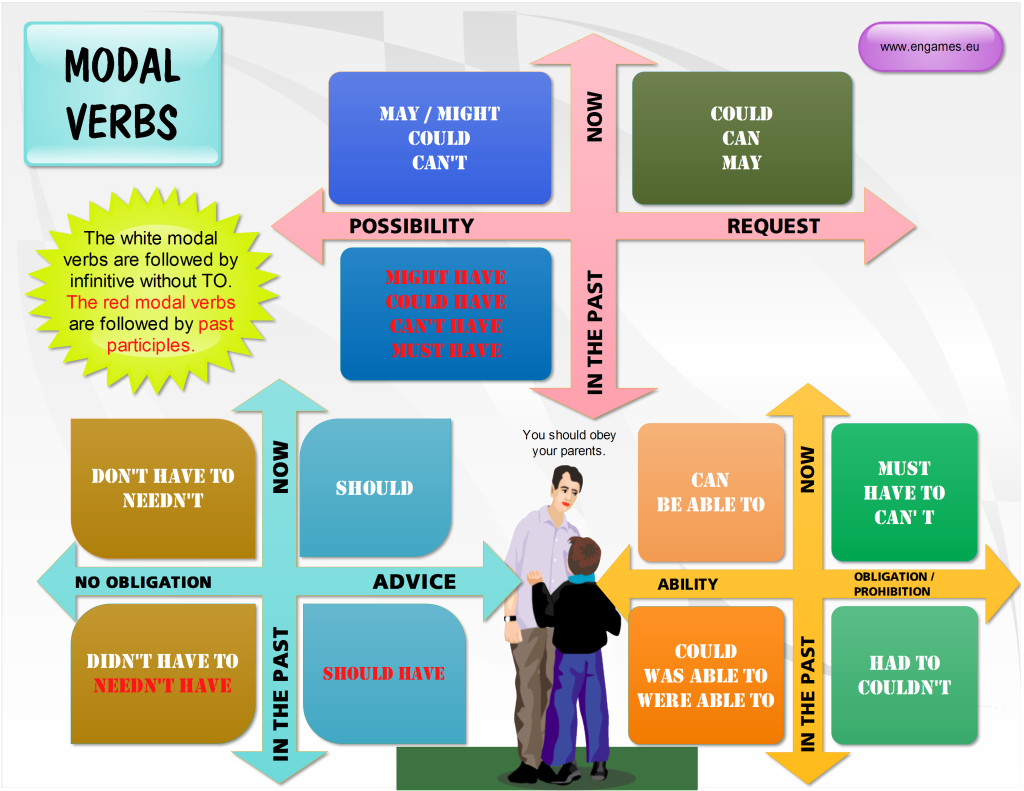 MODAL
VERBS
www.engames.eu
MAY / MIGHT
COULD
CAN'T
NOW
COULD
CAN
MAY
POSSIBILITY
REQUEST
The white modal
verbs are followed by
infinitive without TO.
The red modal verbs
are followed by past
participles.
MIGHT HAVE
COULD HAVE
CAN'T HAVE
MUST HAVE
IN THE PAST
DON'T HAVE TO
NEEDN'T
NOW
SHOULD
NO OBLIGATION
ADVICE
DIDN'T HAVE TO
NEEDN'T HAVE
IN THE PAST
SHOULD HAVE
You should obey
your parents.
CAN
BE ABLE TO
NOW
MUST
HAVE TO
CAN' T
ABILITY
OBLIGATION /
PROHIBITION
COULD
WAS ABLE TO
WERE ABLE TO
IN THE PAST
HAD TO
COULDN'T